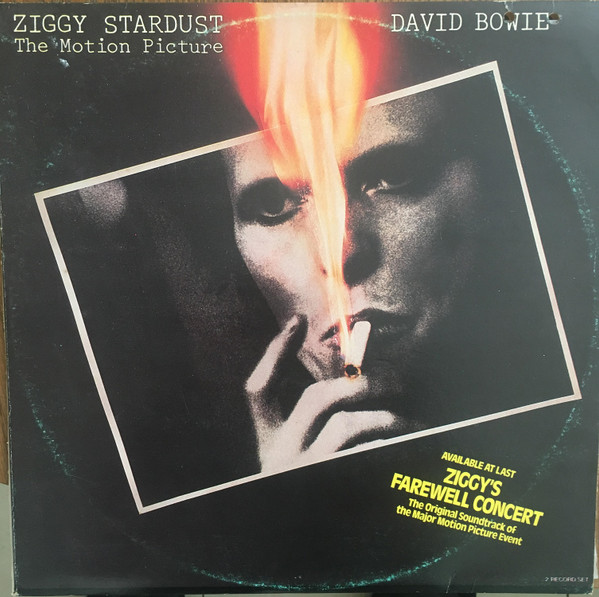 ZIGGY STARDUST
The Motion Picture
DAVID BOWIE
AVAILABLE AT LAST
ZIGGY'S
FAREWELL CONCERT
The Original Soundtrack of
the Major Motion Picture Event
2 RECORD SET